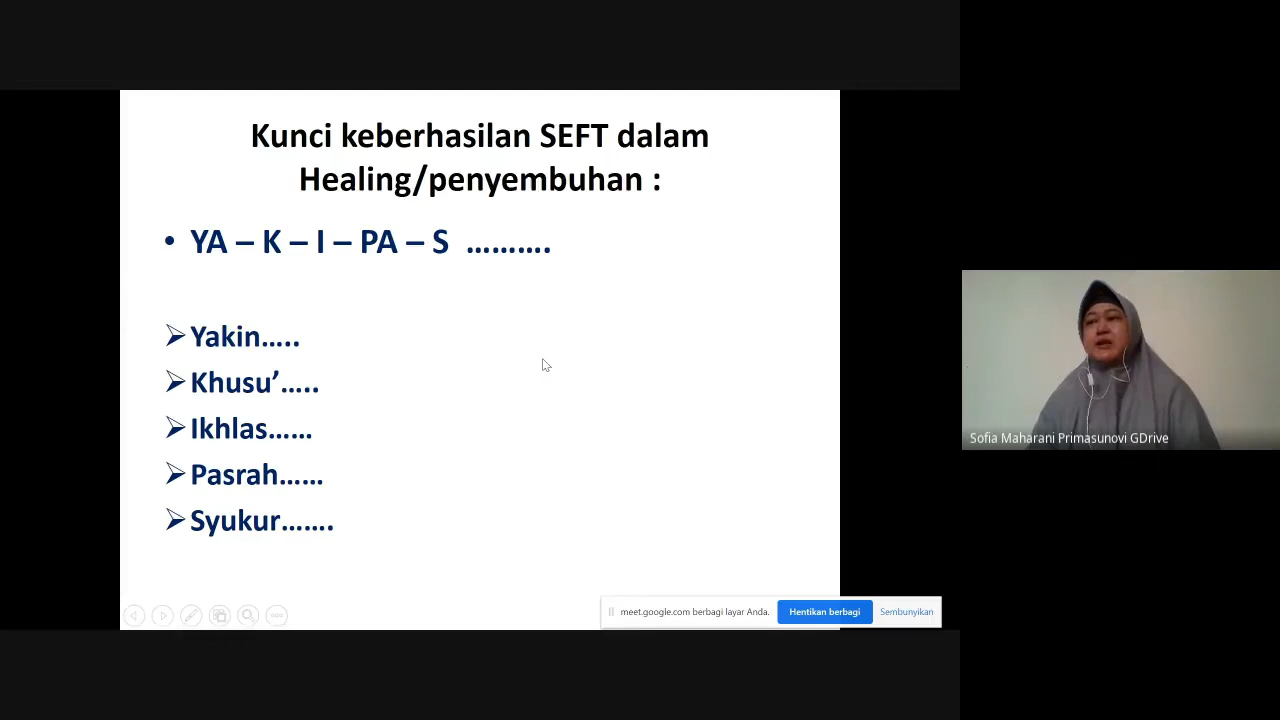 Kunci keberhasilan SEFT dalam
Healing/penyembuhan :
• YA – K – I – PA – S ……….
➢ Yakin…..
➢ Khusu’…..
➢ Ikhlas……
➢ Pasrah……
➢ Syukur…….
meet.google.com berbagi layar Anda.
Hentikan berbagi
Sembunyikan
Sofia Maharani Primasunovi GDrive